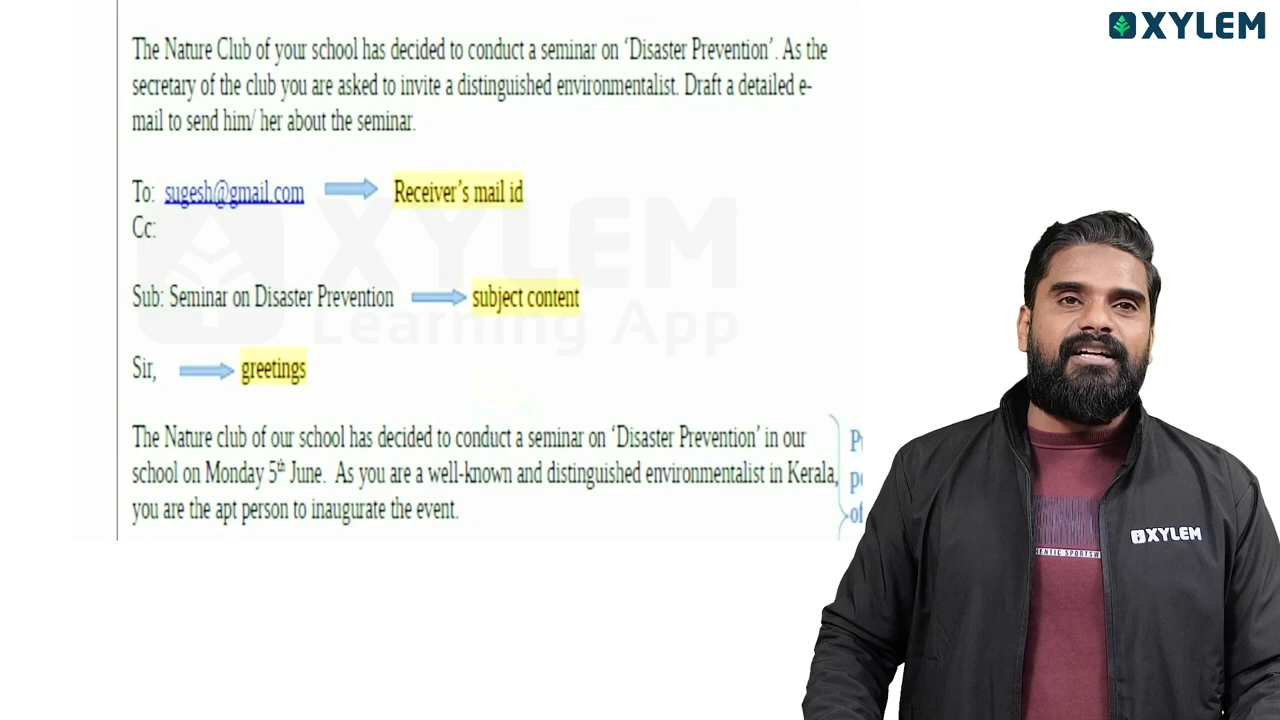 XYLEM
The Nature Club of your school has decided to conduct a seminar on ‘Disaster Prevention’. As the
secretary of the club you are asked to invite a distinguished environmentalist. Draft a detailed e-
mail to send him/ her about the seminar.
To: sugesh@gmail.com Receiver’s mail id
Cc:
XYLEM
Learning App
Sub: Seminar on Disaster Prevention subject content
Sir, greetings
The Nature club of our school has decided to conduct a seminar on ‘Disaster Prevention’ in our
school on Monday 5th June. As you are a well-known and distinguished environmentalist in Kerala,
you are the apt person to inaugurate the event.
XYLEM